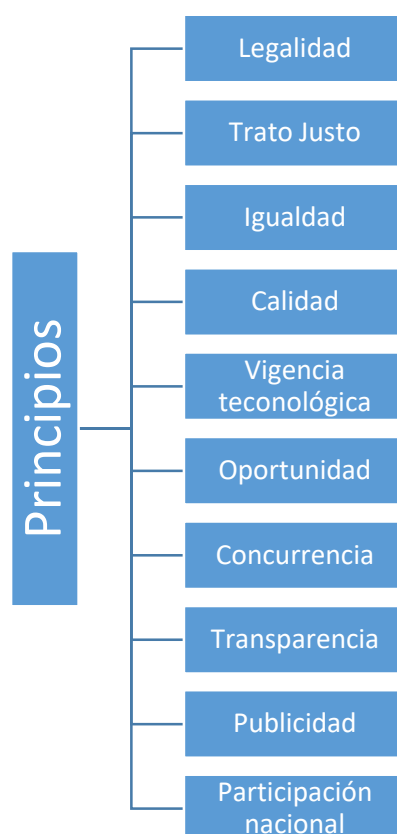 Principios
Legalidad
Trato Justo
Igualdad
Calidad
Vigencia
teconológica
Oportunidad
Concurrencia
Transparencia
Publicidad
Participación
nacional